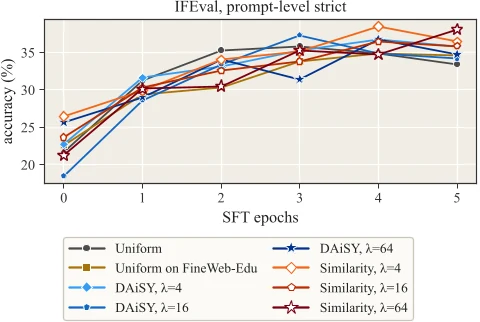 IFEval, prompt-level strict
accuracy (%)
35
30
25
20
0 1 2 3 4 5
SFT epochs
Uniform
Uniform on FineWeb-Edu
DAiSY, λ=4
DAiSY, λ=16
DAiSY, λ=64
Similarity, λ=4
Similarity, λ=16
Similarity, λ=64